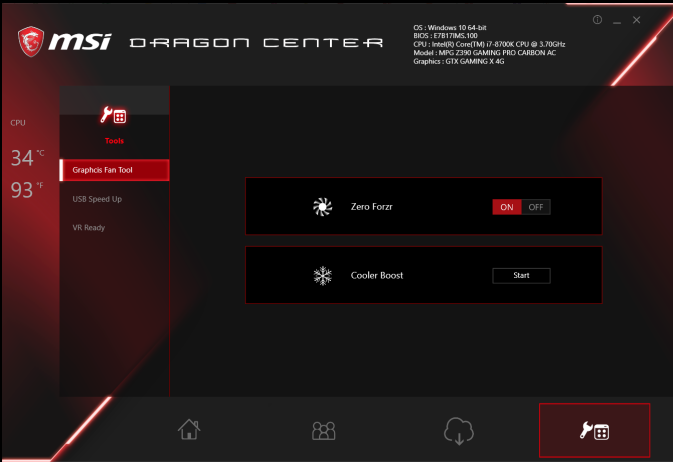 msi DRAGON CENTER
OS : Windows 10 64-bit
BIOS : E7B17IMS.100
CPU : Intel(R) Core(TM) i7-8700K CPU @ 3.70GHz
Model : MPG Z390 GAMING PRO CARBON AC
Graphics : GTX GAMING X 4G
CPU
34 °C
93 °F
Tools
Graphcis Fan Tool
USB Speed Up
VR Ready
Zero Forzr ON OFF
Cooler Boost Start